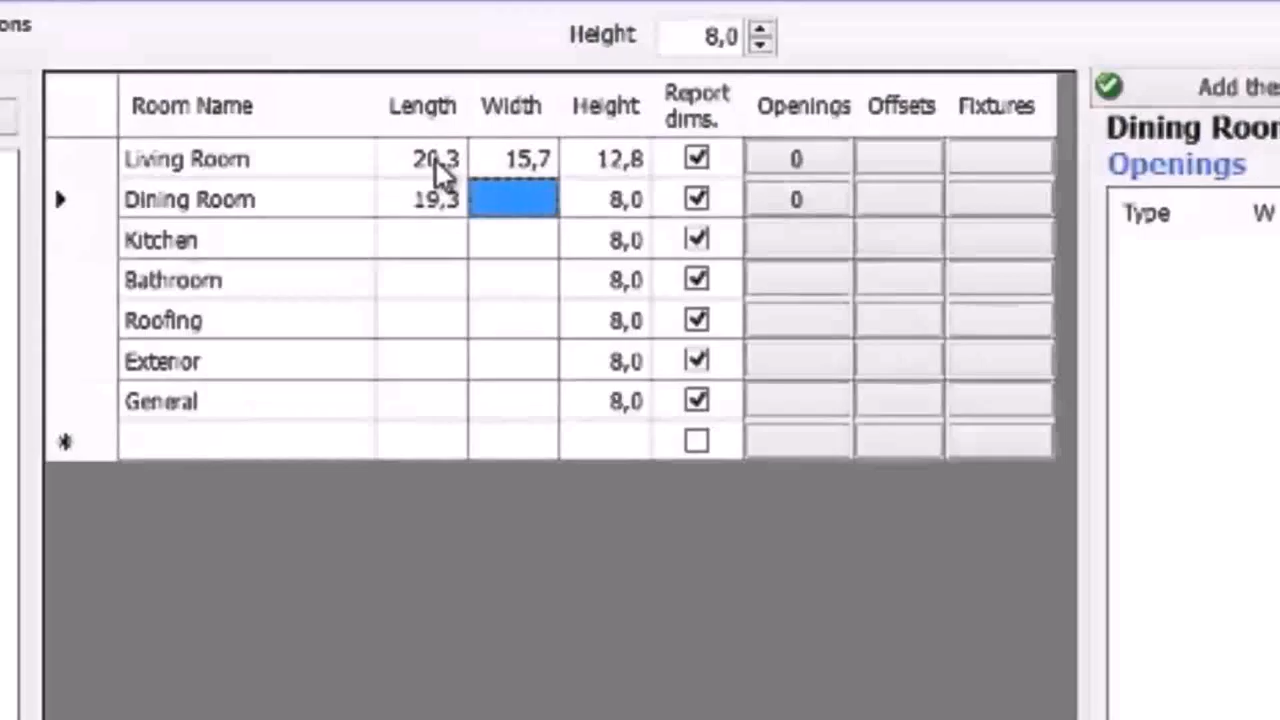 ons
Height 8,0
Room Name Length Width Height Report dims. Openings Offsets Fixtures
Living Room 20,3 15,7 12,8 0
Dining Room 19,3 8,0 0
Kitchen 8,0
Bathroom 8,0
Roofing 8,0
Exterior 8,0
General 8,0
Add the
Dining Roo
Openings
Type W